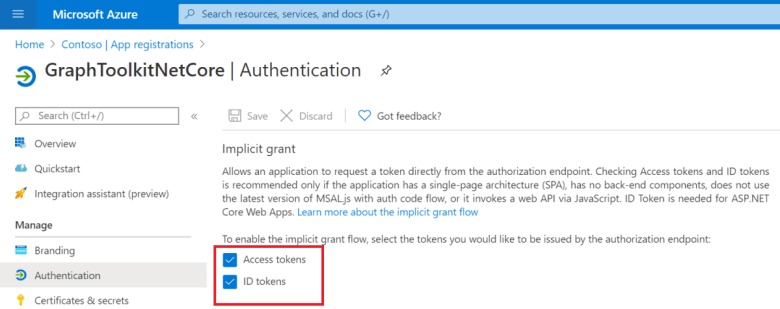 Microsoft Azure
Search resources, services, and docs (G+/)
Home > Contoso | App registrations >
GraphToolkitNetCore | Authentication
Search (Ctrl+/)
«
Save
Discard
Got feedback?
Overview
Quickstart
Integration assistant (preview)
Manage
Branding
Authentication
Certificates & secrets
Implicit grant
Allows an application to request a token directly from the authorization endpoint. Checking Access tokens and ID tokens
is recommended only if the application has a single-page architecture (SPA), has no back-end components, does not use
the latest version of MSAL.js with auth code flow, or it invokes a web API via JavaScript. ID Token is needed for ASP.NET
Core Web Apps. Learn more about the implicit grant flow
To enable the implicit grant flow, select the tokens you would like to be issued by the authorization endpoint:
Access tokens
ID tokens